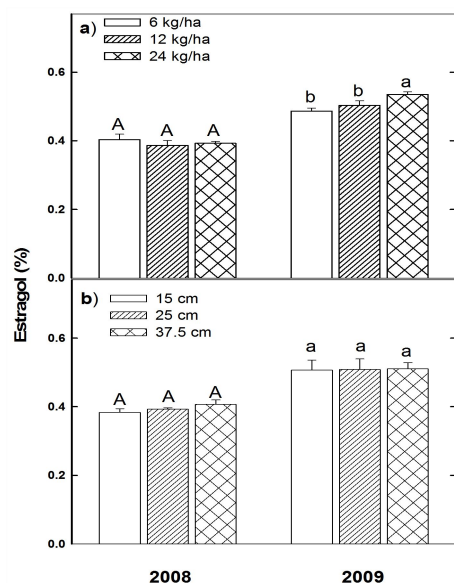 a)
6 kg/ha
12 kg/ha
24 kg/ha
0.6
0.4
0.2
0.0
A A A
b b a
Estragol (%)
b)
15 cm
25 cm
37.5 cm
0.6
0.4
0.2
0.0
A A A
a a a
2008 2009